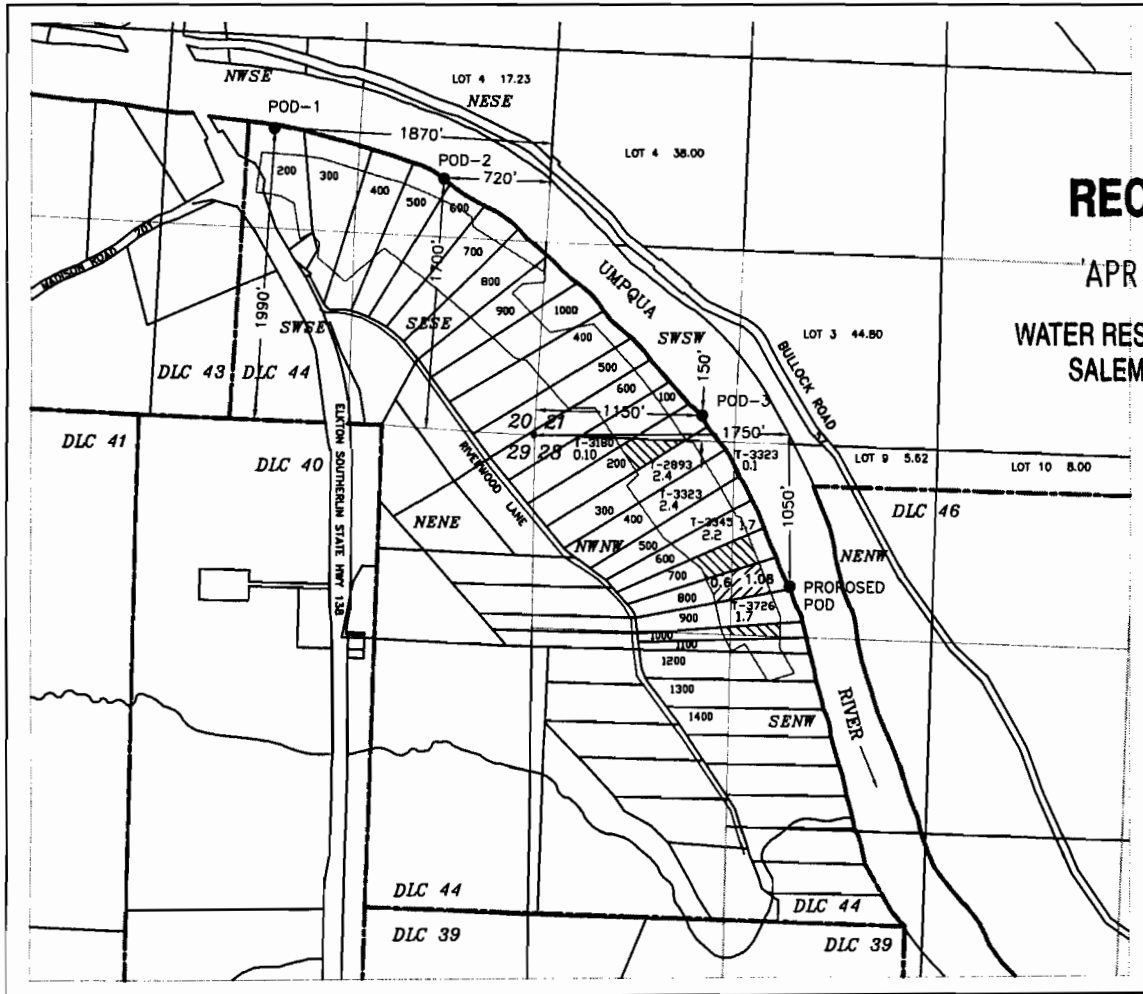 LOT 4 17.23
NWSE
NESE
POD-1
1870'
LOT 4 38.00
POD-2
720'
REC
200
300
400
500
600
'APR
MADISON ROAD
1990'
1700'
700
800
900
1000
UMPQUA
SWSW
SWSE
SESE
LOT 3 44.80
WATER RES
SALEM
BULLOCK ROAD
400
500
600
100
150'
DLC 43
DLC 44
POD-3
1150'
1750'
20 21
29 28
DLC 41
DLC 40
ELKTON SOUTHERLIN STATE HWY 138
RIVERWOOD LANE
T-3180
0.10
200
T-2893
2.4
T-3323
0.1
LOT 9 5.62
LOT 10 8.00
DLC 46
T-3323
2.4
300
400
500
600
700
800
900
T-3345
2.2
1.7
1050'
NENE
NWNW
NENW
0.6
1.08
PROPOSED
POD
T-3726
1.7
1000
1100
1200
1300
1400
SENW
RIVER
DLC 44
DLC 44
DLC 39
DLC 39